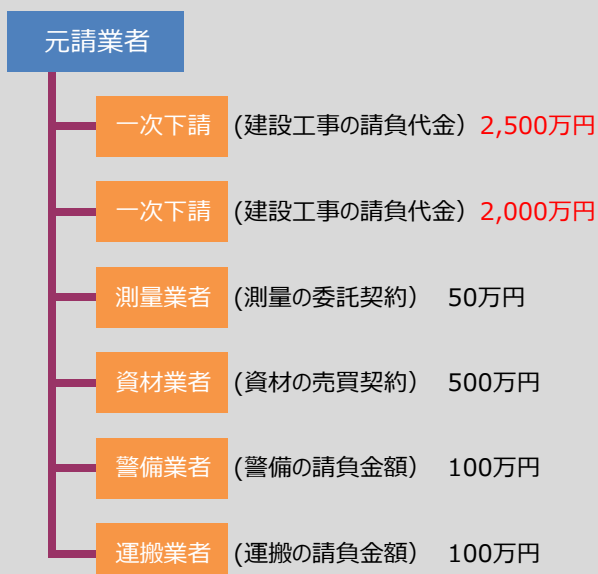 元請業者
一次下請 (建設工事の請負代金) 2,500万円
一次下請 (建設工事の請負代金) 2,000万円
測量業者 (測量の委託契約) 50万円
資材業者 (資材の売買契約) 500万円
警備業者 (警備の請負金額) 100万円
運搬業者 (運搬の請負金額) 100万円